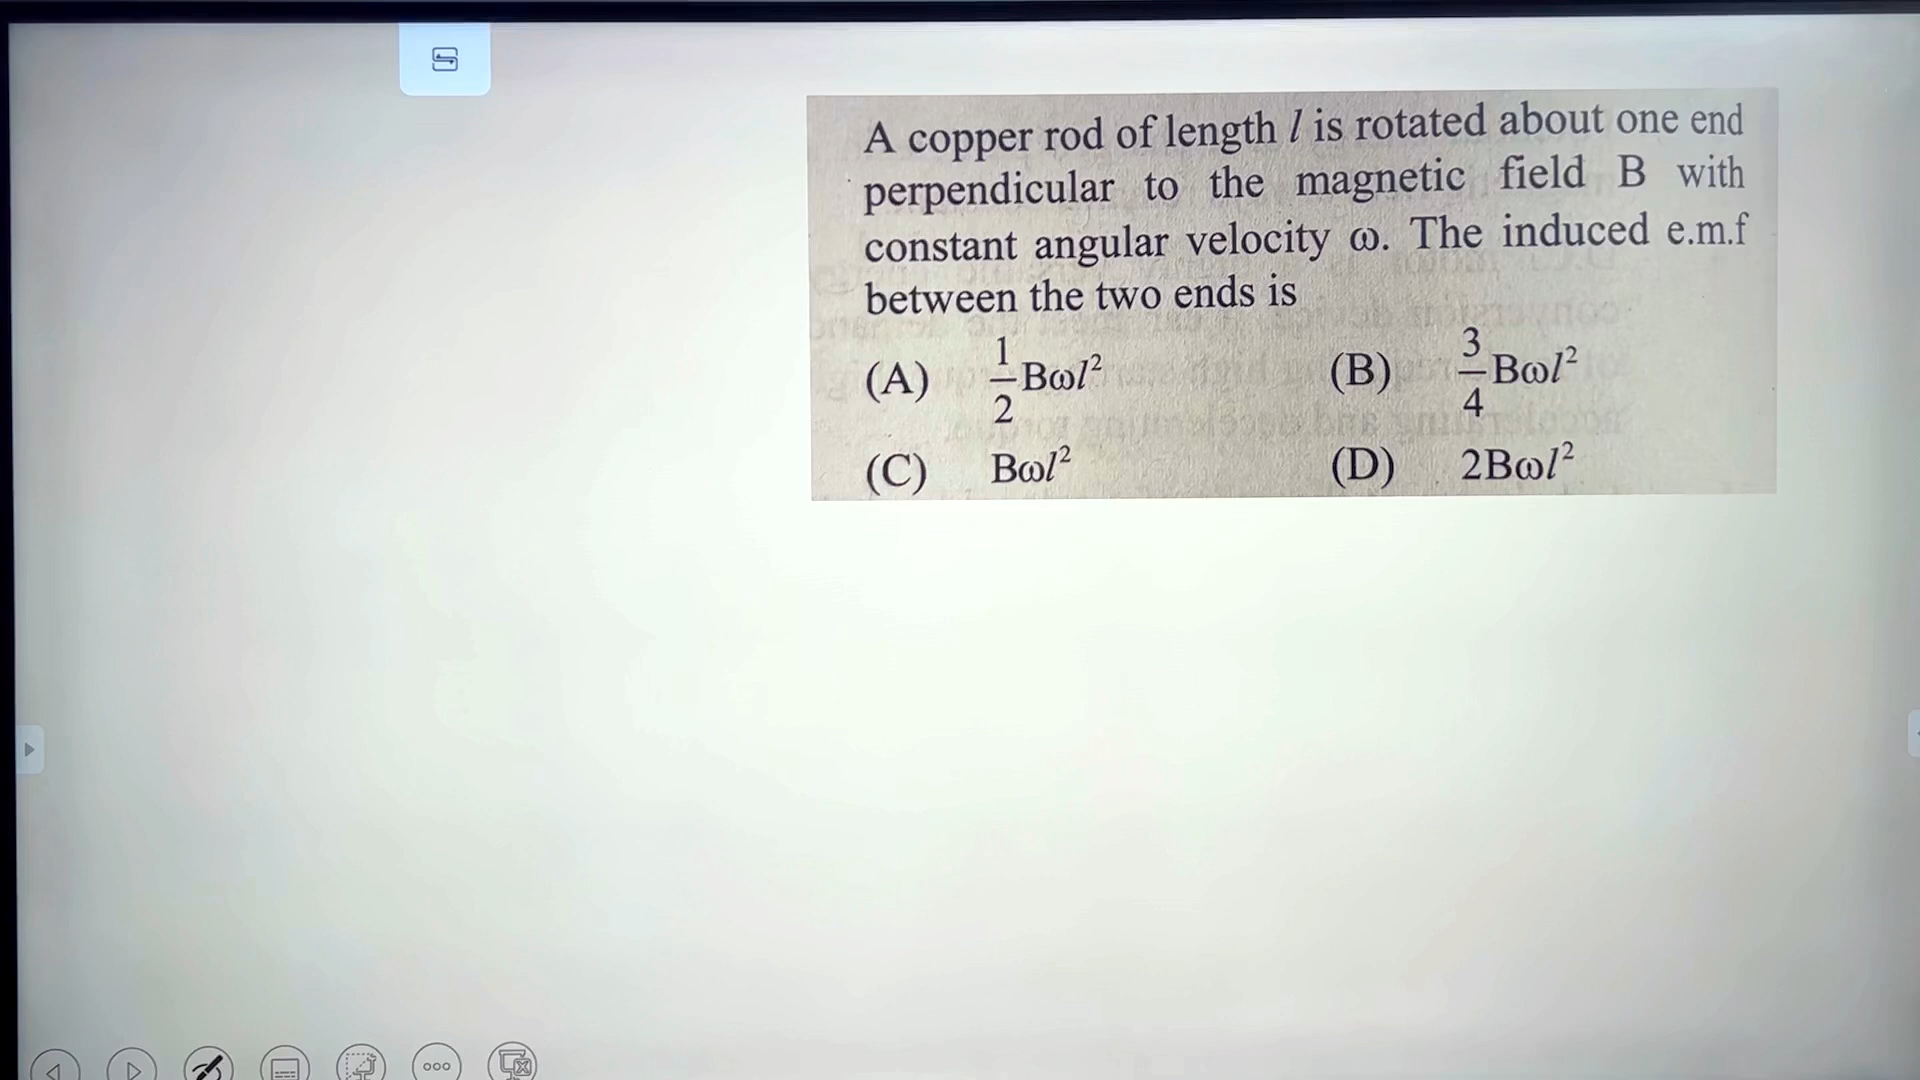 A copper rod of length l is rotated about one end
perpendicular to the magnetic field B with
constant angular velocity ω. The induced e.m.f
between the two ends is
(A) 1/2 Bωl² (B) 3/4 Bωl²
(C) Bωl² (D) 2Bωl²